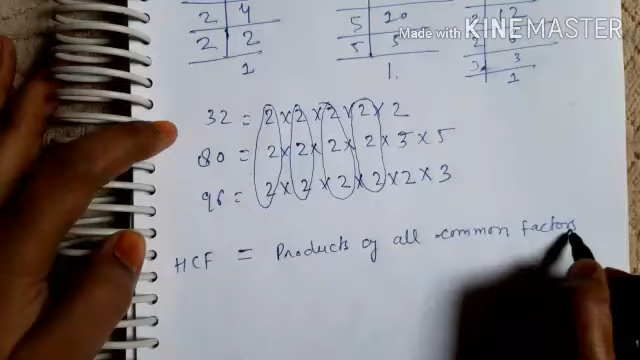 2 4
2 2
1
5 20
5 5
1.
12
2 6
3 3
1
Made with KINEMASTER
32 = 2 x 2 x 2 x 2 x 2
80 = 2 x 2 x 2 x 2 x 5 x 5
96 = 2 x 2 x 2 x 2 x 2 x 3
HCF = Products of all common factors